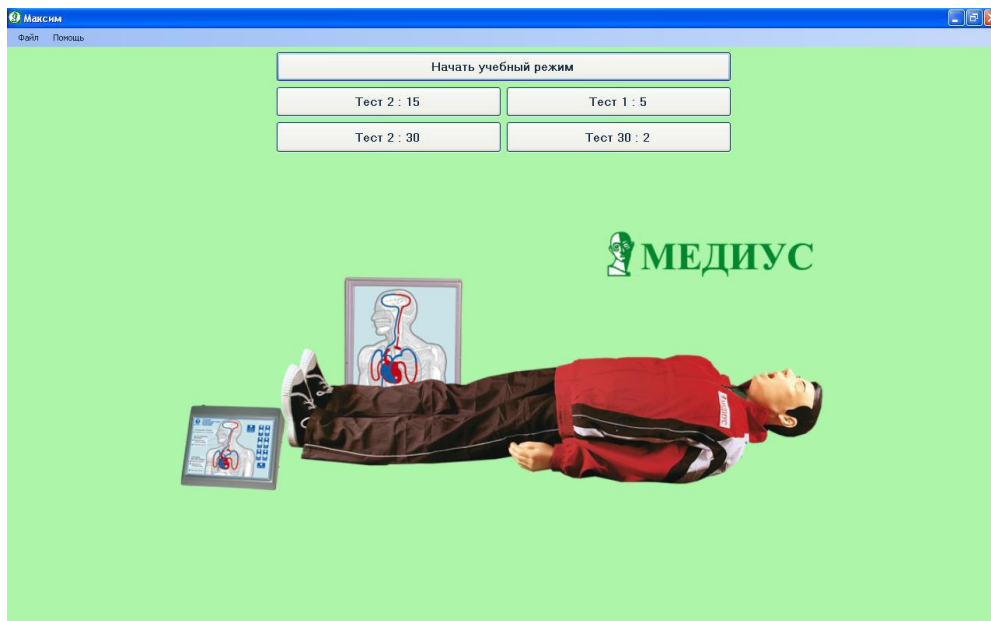 Максим
Файл Помощь
Начать учебный режим
Тест 2 : 15 Тест 1 : 5
Тест 2 : 30 Тест 30 : 2
МЕДИУС